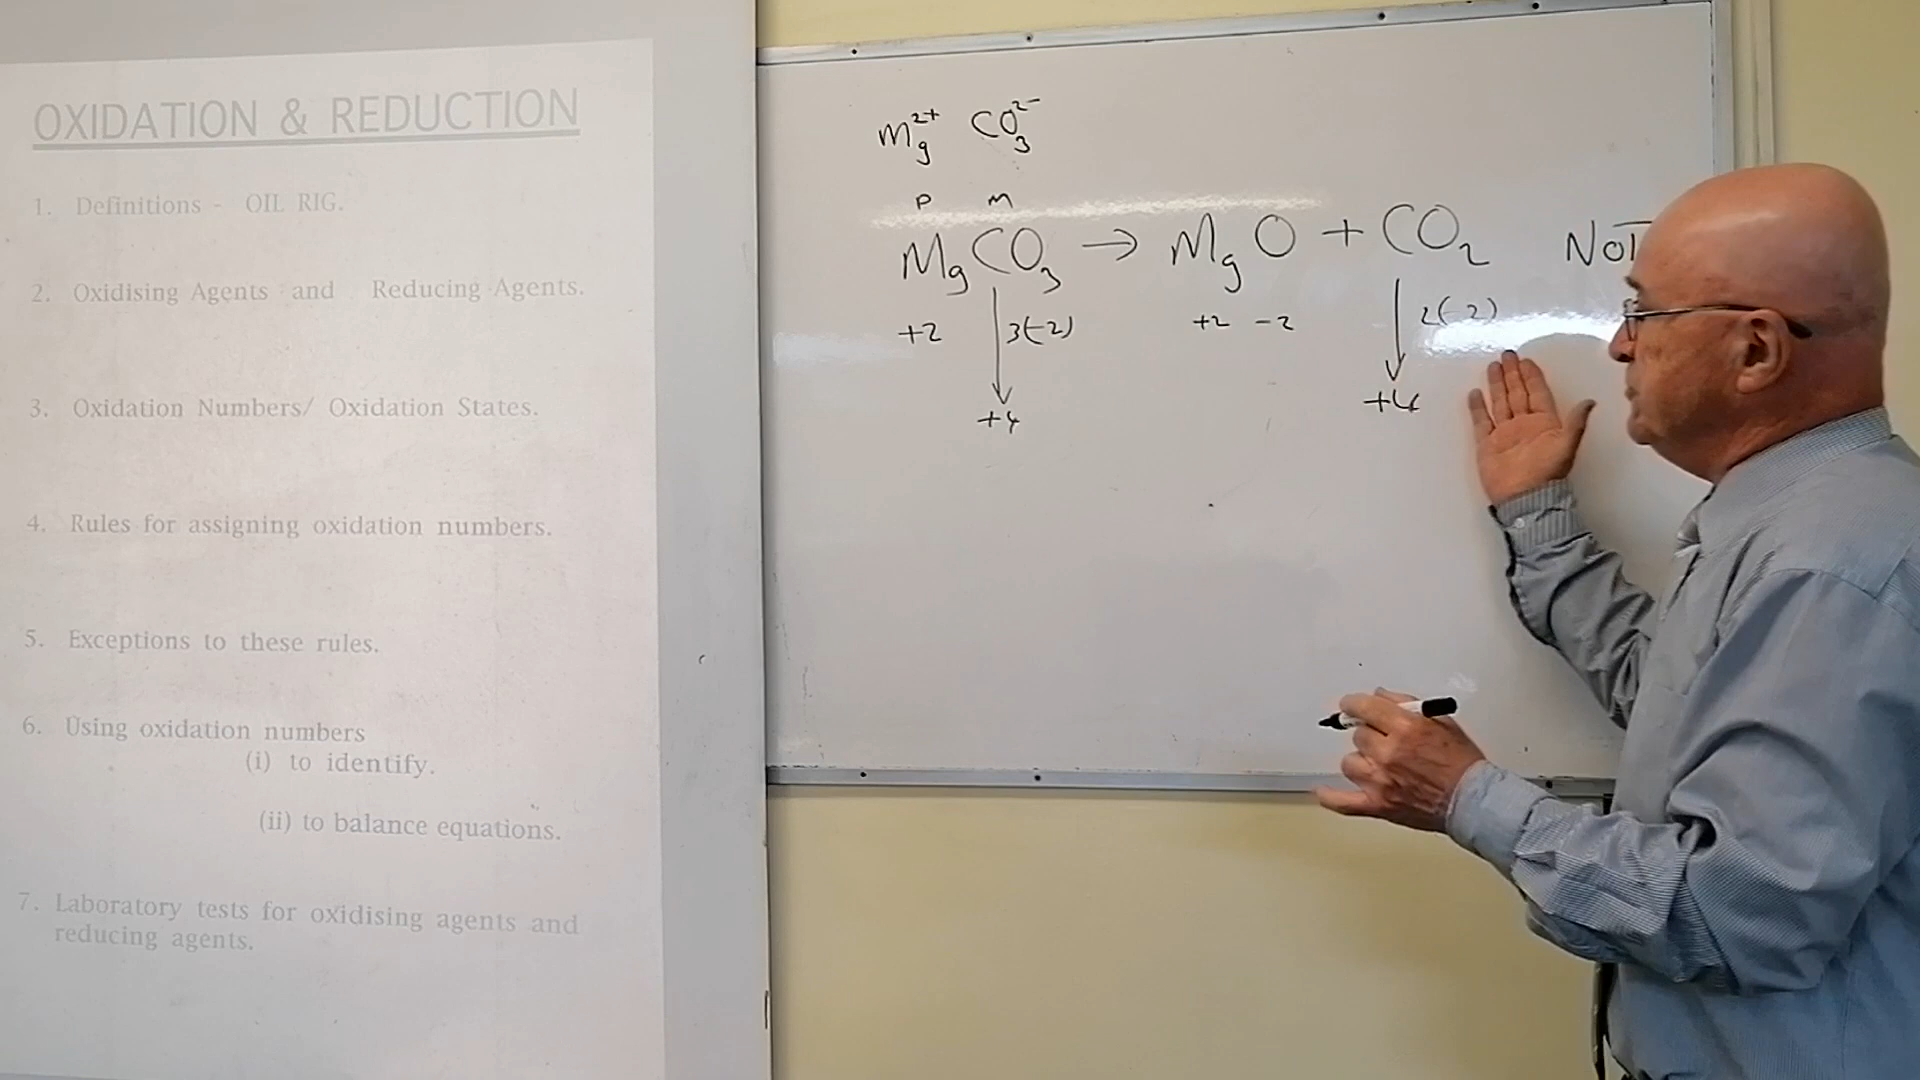 OXIDATION & REDUCTION
1. Definitions - OIL RIG.
2. Oxidising Agents and Reducing Agents.
3. Oxidation Numbers/ Oxidation States.
4. Rules for assigning oxidation numbers.
5. Exceptions to these rules.
6. Using oxidation numbers
(i) to identify.
(ii) to balance equations.
7. Laboratory tests for oxidising agents and
reducing agents.
Mg²⁺ CO₃²⁻
P M
MgCO₃ → MgO + CO₂ NOT
+2 3(-2) +2 -2 2(-2)
+4 +4